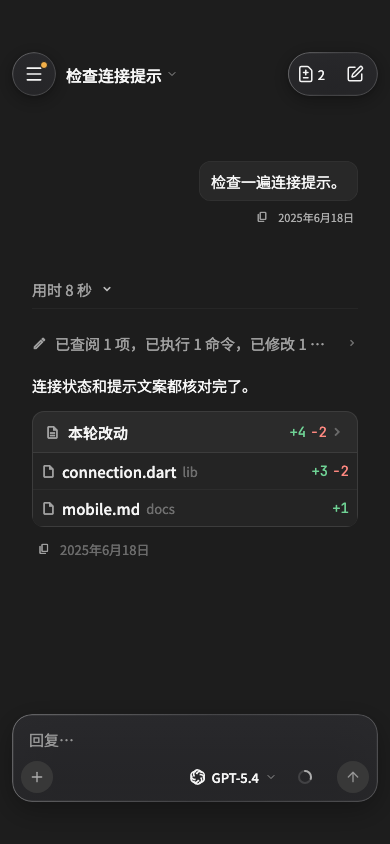 检查连接提示
2
检查一遍连接提示。
2025年6月18日
用时 8 秒
已查阅 1 项，已执行 1 命令，已修改 1 …
连接状态和提示文案都核对完了。
本轮改动 +4 -2
connection.dart lib +3 -2
mobile.md docs +1
2025年6月18日
回复…
GPT-5.4